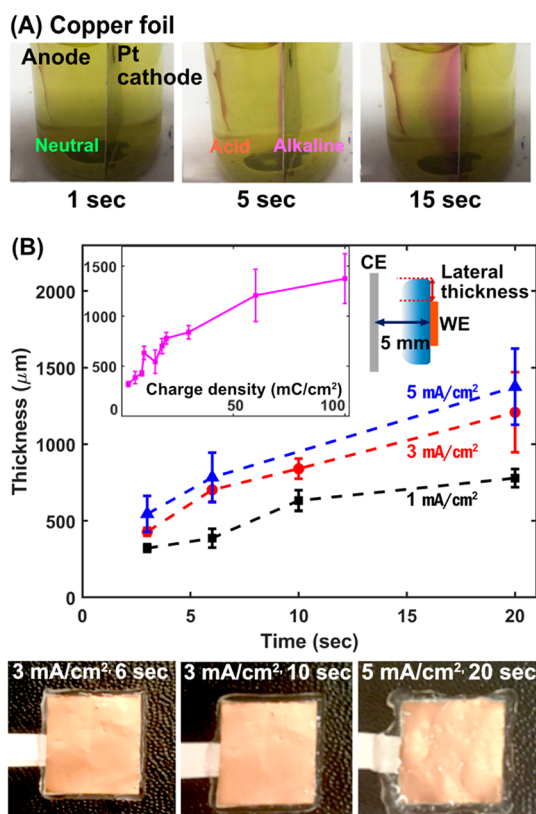 (A) Copper foil
Anode
Pt
cathode
Neutral
Acid
Alkaline
1 sec
5 sec
15 sec
(B)
2000
1500
1000
500
0
Thickness (μm)
0
5
10
15
20
Time (sec)
1500
1000
500
0
50
100
Charge density (mC/cm²)
CE
Lateral
thickness
WE
5 mm
5 mA/cm²
3 mA/cm²
1 mA/cm²
3 mA/cm², 6 sec
3 mA/cm², 10 sec
5 mA/cm², 20 sec